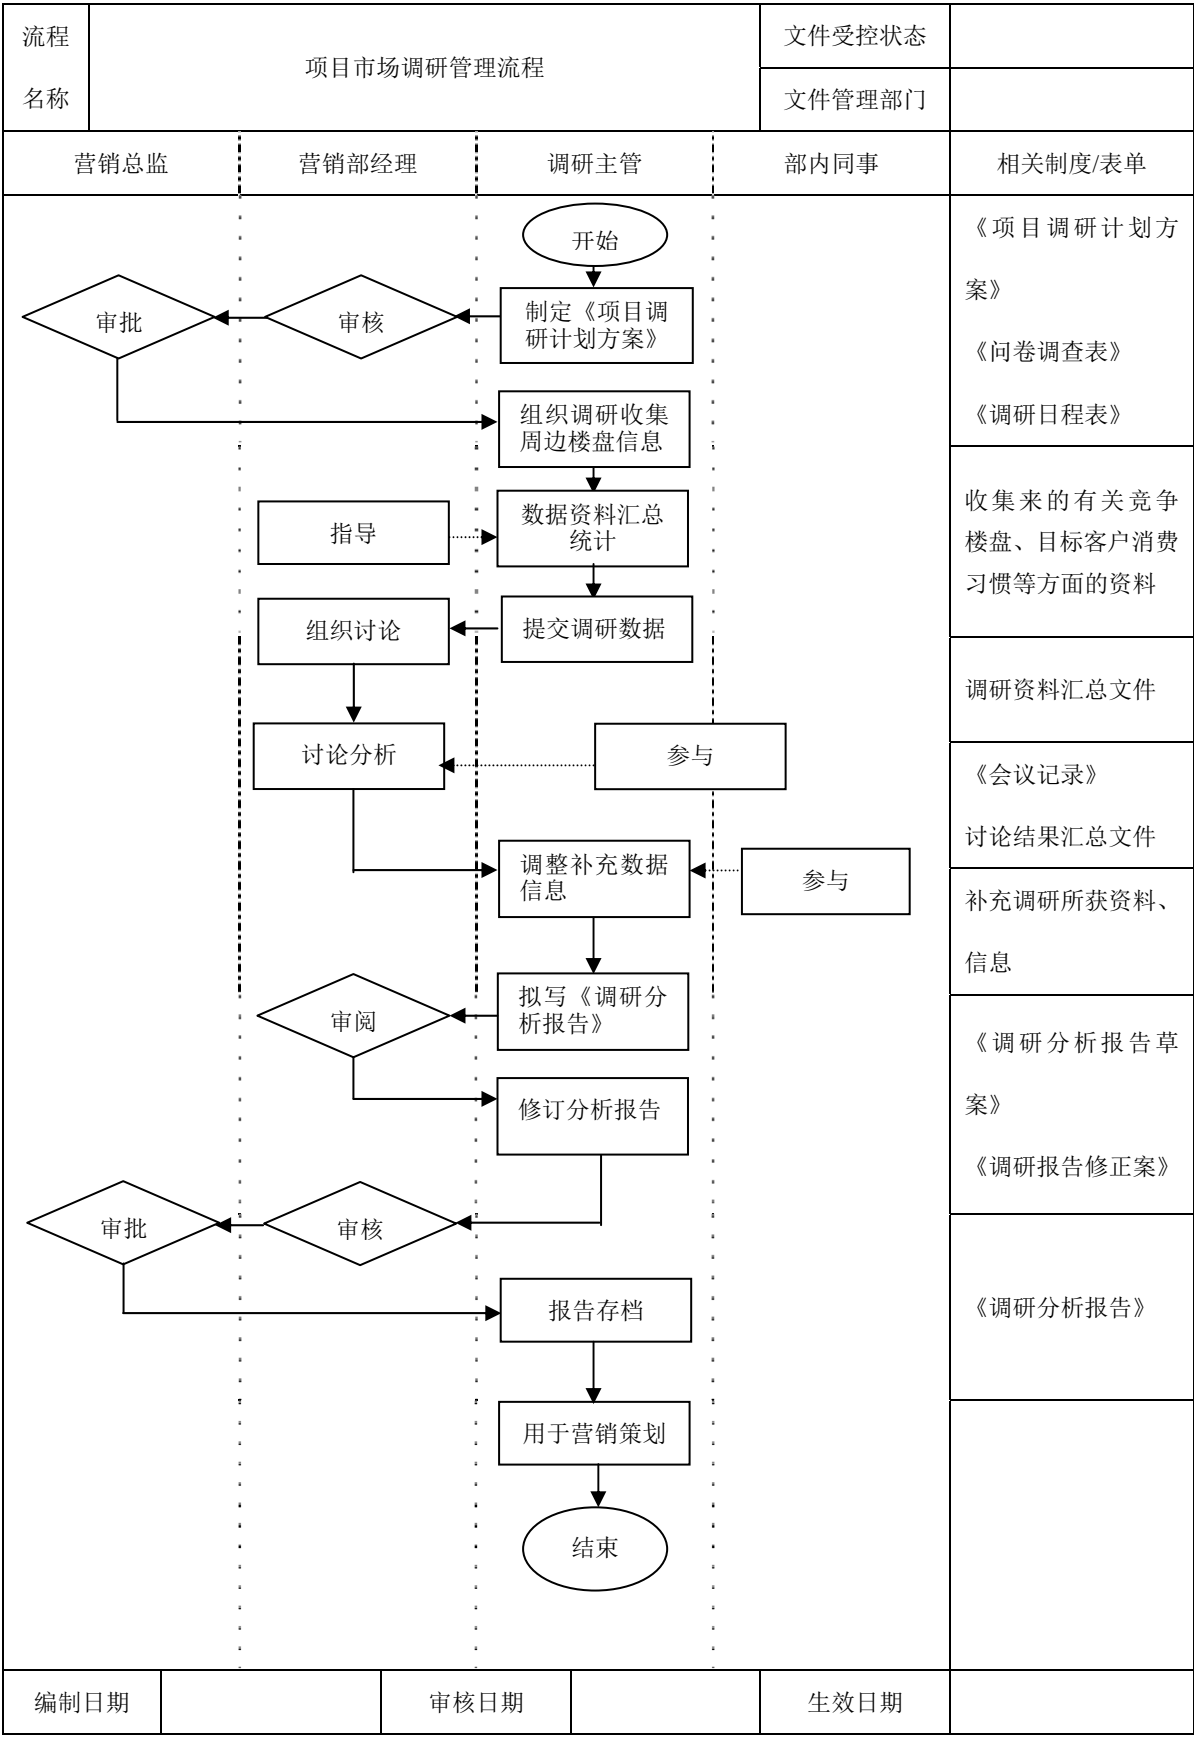 流程
名称
项目市场调研管理流程
文件受控状态
文件管理部门
营销总监
营销部经理
调研主管
部内同事
相关制度/表单
开始
制定《项目调
研计划方案》
审核
审批
组织调研收集
周边楼盘信息
指导
数据资料汇总
统计
组织讨论
提交调研数据
讨论分析
参与
调整补充数据
信息
参与
审阅
拟写《调研分
析报告》
修订分析报告
审批
审核
报告存档
用于营销策划
结束
《项目调研计划方
案》
《问卷调查表》
《调研日程表》
收集来的有关竞争
楼盘、目标客户消费
习惯等方面的资料
调研资料汇总文件
《会议记录》
讨论结果汇总文件
补充调研所获资料、
信息
《调研分析报告草
案》
《调研报告修正案》
《调研分析报告》
编制日期
审核日期
生效日期